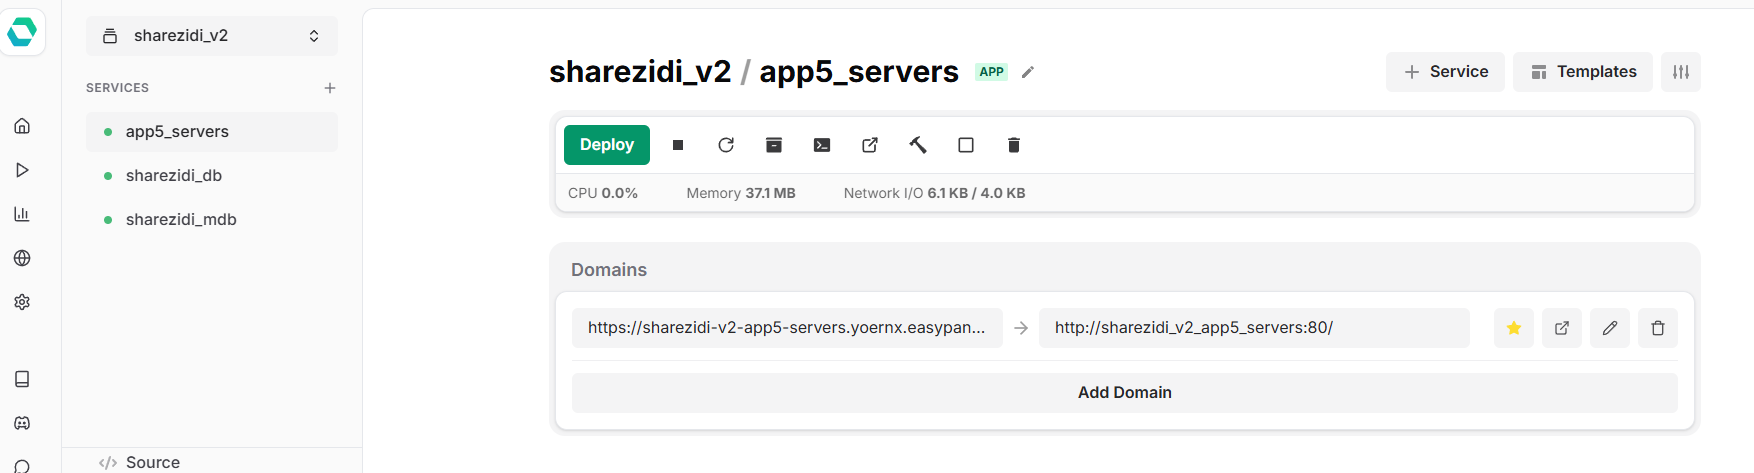 sharezidi_v2
SERVICES
app5_servers
sharezidi_db
sharezidi_mdb
Source
sharezidi_v2 / app5_servers APP
Service
Templates
Deploy
CPU 0.0% Memory 37.1 MB Network I/O 6.1 KB / 4.0 KB
Domains
https://sharezidi-v2-app5-servers.yoernx.easypan... http://sharezidi_v2_app5_servers:80/
Add Domain